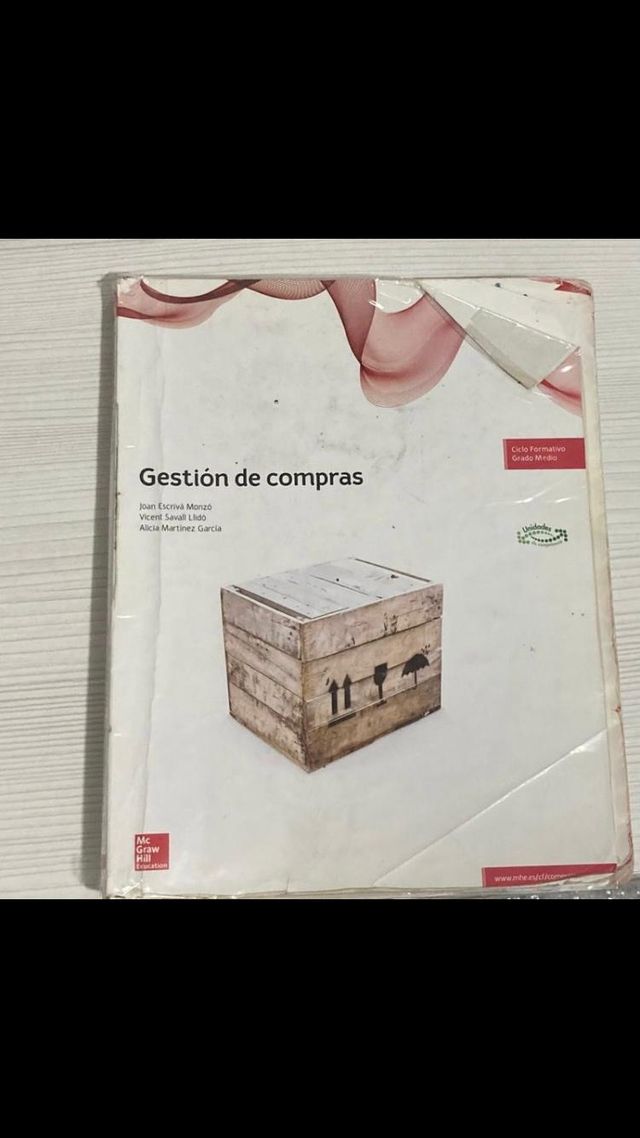 Ciclo Formativo
Grado Medio
Gestión de compras
Joan Escrivà Monzó
Vicent Savall Llidó
Alicia Martínez García
Unidades
Mc
Graw
Hill
Education